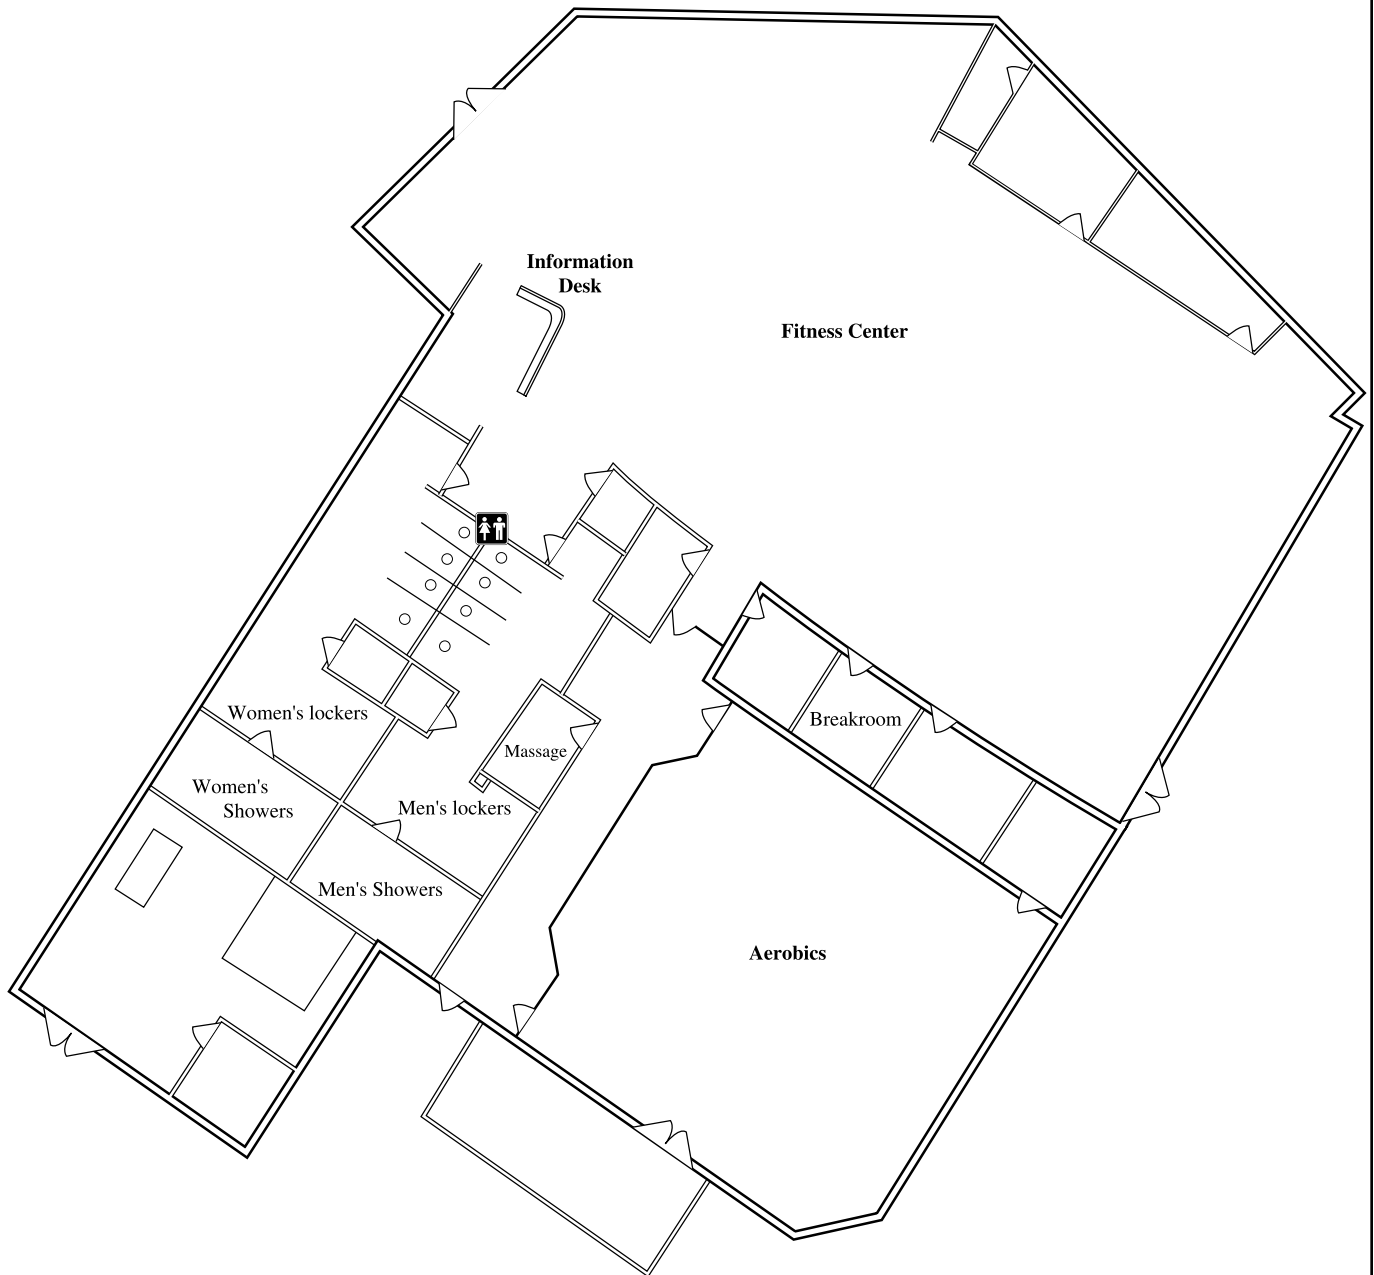 Information
Desk
Fitness Center
Women's lockers
Breakroom
Massage
Women's
Showers
Men's lockers
Men's Showers
Aerobics